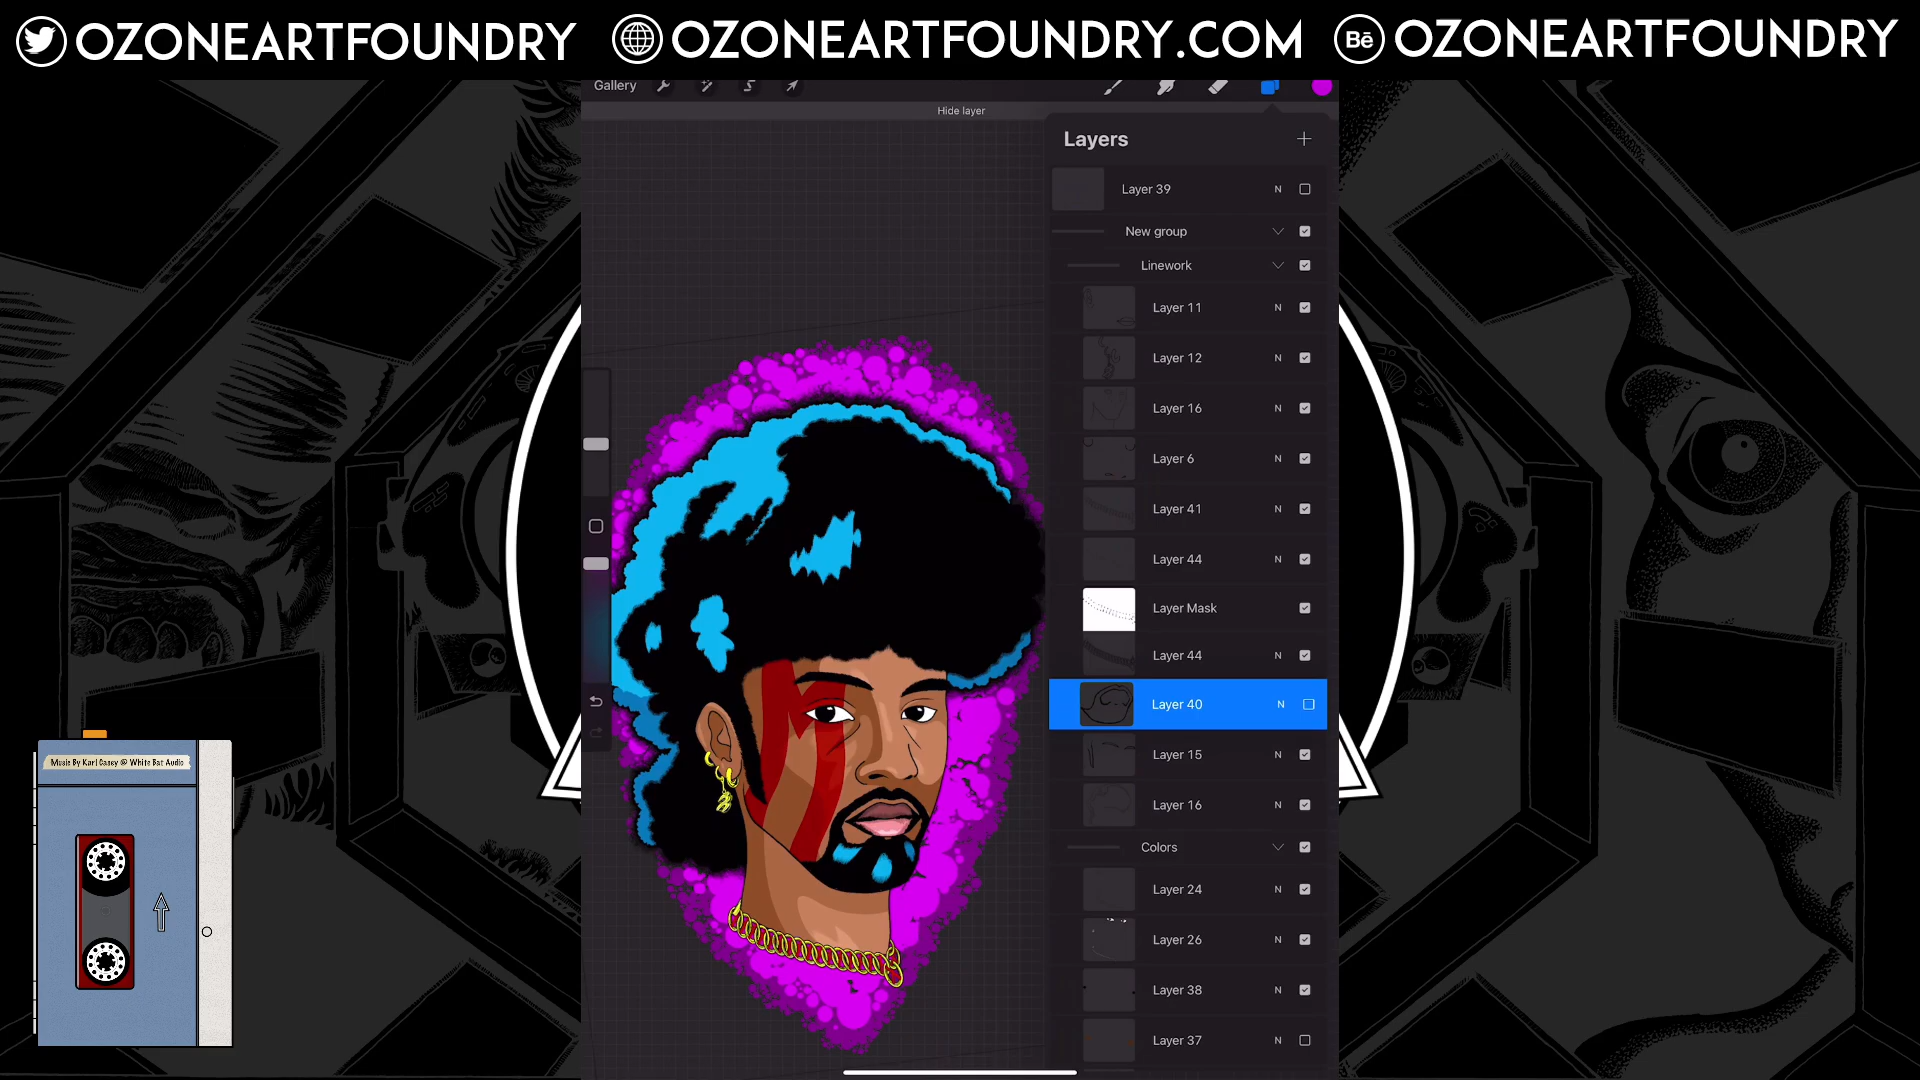 OZONEARTFOUNDRY
OZONEARTFOUNDRY.COM
Bē OZONEARTFOUNDRY
Gallery
Hide layer
Layers
Layer 39 N
New group
Linework
Layer 11 N
Layer 12 N
Layer 16 N
Layer 6 N
Layer 41 N
Layer 44 N
Layer Mask
Layer 44 N
Layer 40 N
Layer 15 N
Layer 16 N
Colors
Layer 24 N
Layer 26 N
Layer 38 N
Layer 37 N
Music By Karl Casey @ White Bat Audio